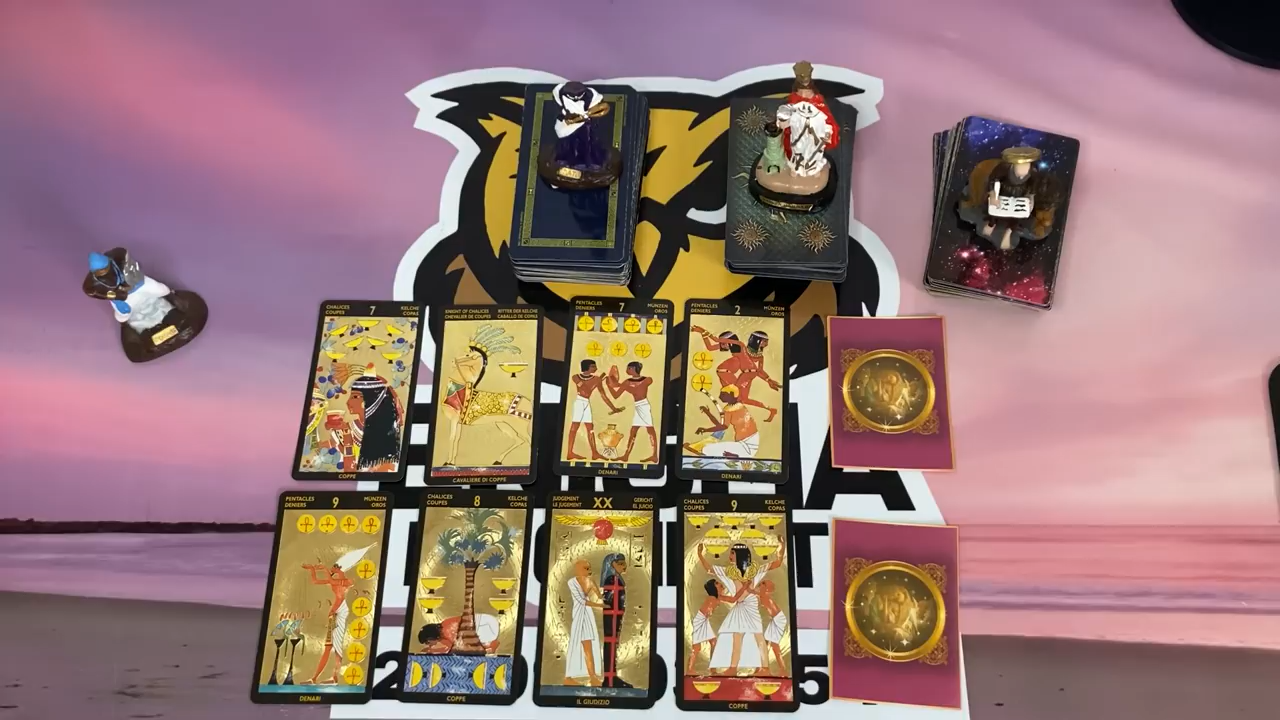 CHALICES COUPES 7 KELCHE COPAS
COPPE
KNIGHT OF CHALICES CHEVALIER DE COUPES RITTER DER KELCHE CABALLO DE COPAS
CAVALIERE DI COPPE
PENTACLES DENIERS 7 MÜNZEN OROS
DENARI
PENTACLES DENIERS 2 MÜNZEN OROS
DENARI
PENTACLES DENIERS 9 MÜNZEN OROS
DENARI
CHALICES COUPES 8 KELCHE COPAS
COPPE
JUDGEMENT LE JUGEMENT XX GERICHT EL JUICIO
IL GIUDIZIO
CHALICES COUPES 9 KELCHE COPAS
COPPE